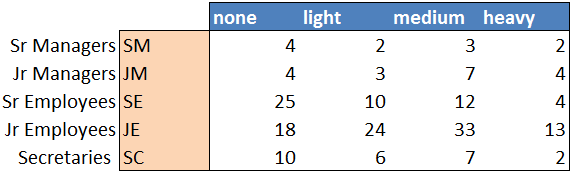 none light medium heavy
Sr Managers SM 4 2 3 2
Jr Managers JM 4 3 7 4
Sr Employees SE 25 10 12 4
Jr Employees JE 18 24 33 13
Secretaries SC 10 6 7 2